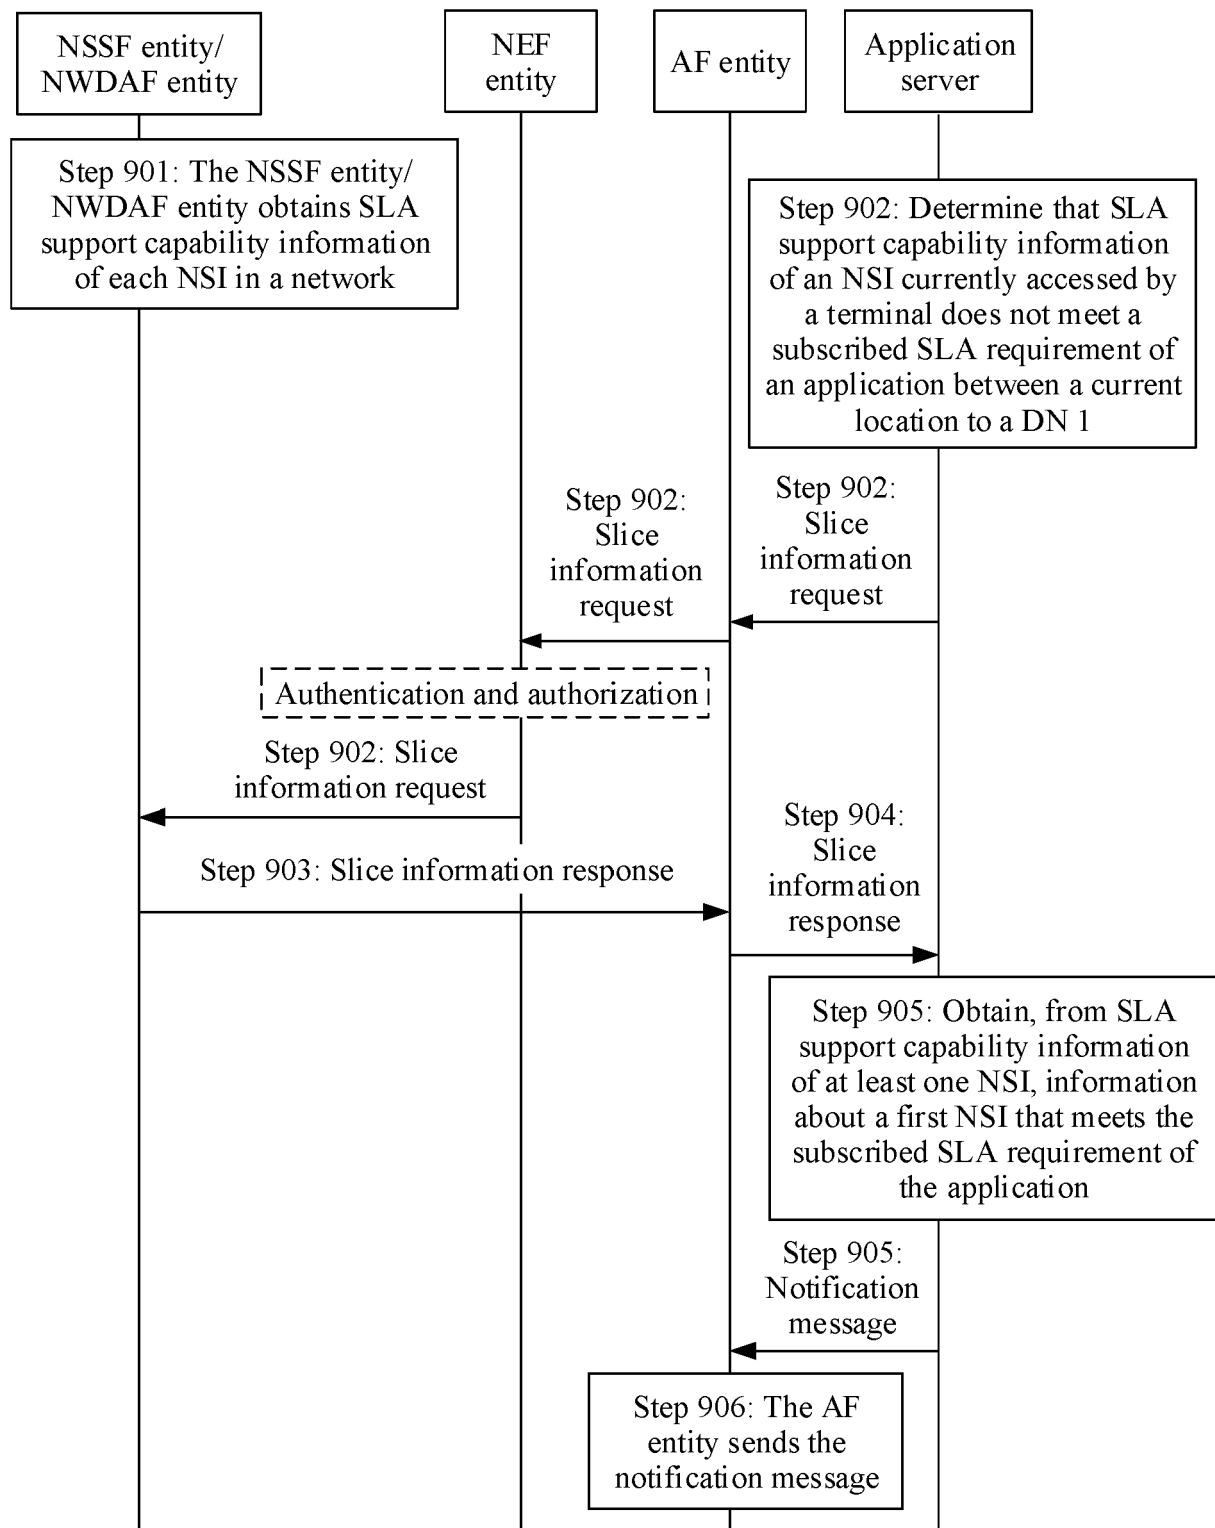 NSSF entity/
NWDAF entity
NEF
entity
AF entity
Application
server
Step 901: The NSSF entity/
NWDAF entity obtains SLA
support capability information
of each NSI in a network
Step 902: Determine that SLA
support capability information
of an NSI currently accessed by
a terminal does not meet a
subscribed SLA requirement of
an application between a current
location to a DN 1
Step 902:
Slice
information
request
Step 902:
Slice
information
request
Authentication and authorization
Step 902: Slice
information request
Step 903: Slice information response
Step 904:
Slice
information
response
Step 905: Obtain, from SLA
support capability information
of at least one NSI, information
about a first NSI that meets the
subscribed SLA requirement of
the application
Step 905:
Notification
message
Step 906: The AF
entity sends the
notification message